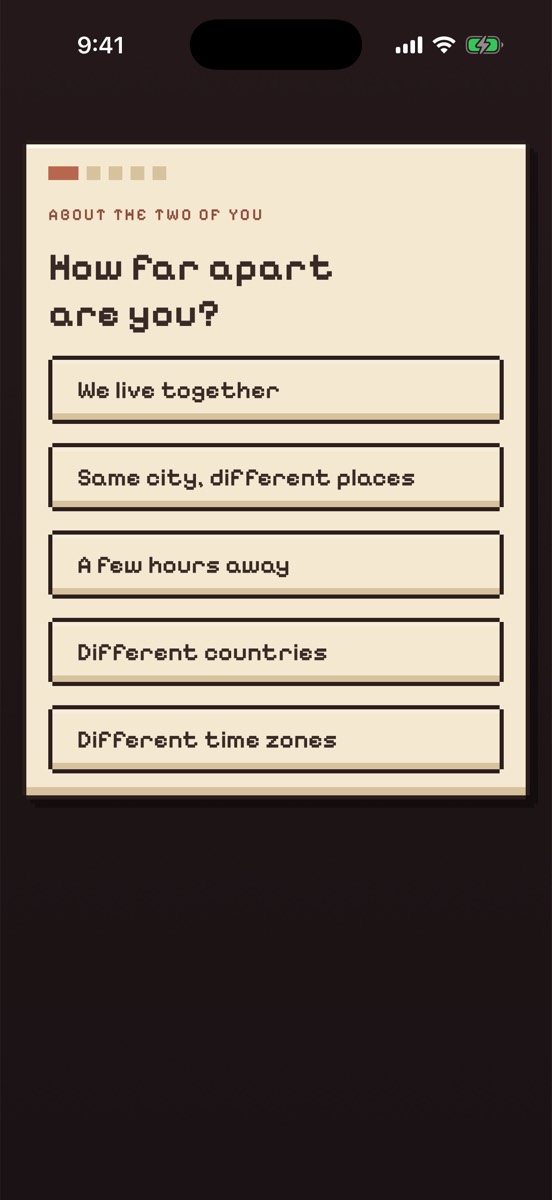 9:41
ABOUT THE TWO OF YOU
How far apart
are you?
We live together
Same city, different places
A few hours away
Different countries
Different time zones